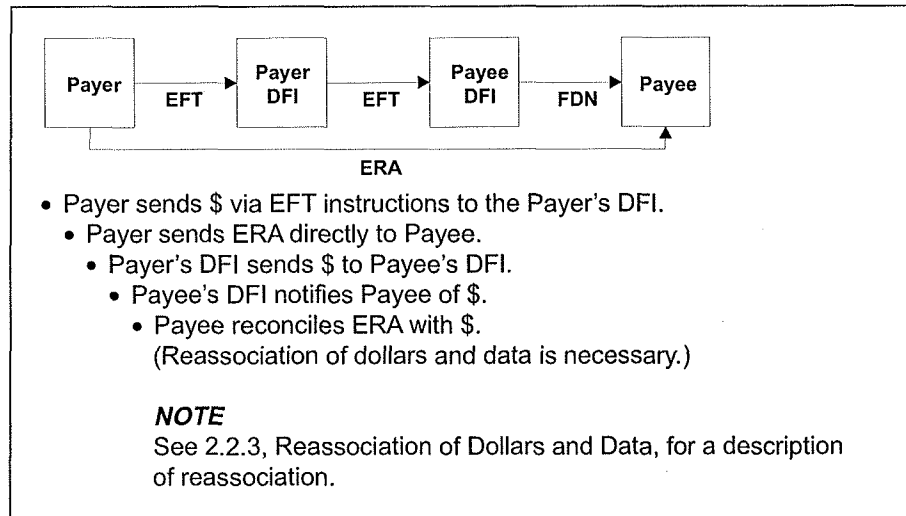 Payer
Payer
DFI
Payee
DFI
Payee
EFT
EFT
FDN
ERA
• Payer sends $ via EFT instructions to the Payer's DFI.
• Payer sends ERA directly to Payee.
• Payer's DFI sends $ to Payee's DFI.
• Payee's DFI notifies Payee of $.
• Payee reconciles ERA with $.
(Reassociation of dollars and data is necessary.)
NOTE
See 2.2.3, Reassociation of Dollars and Data, for a description
of reassociation.